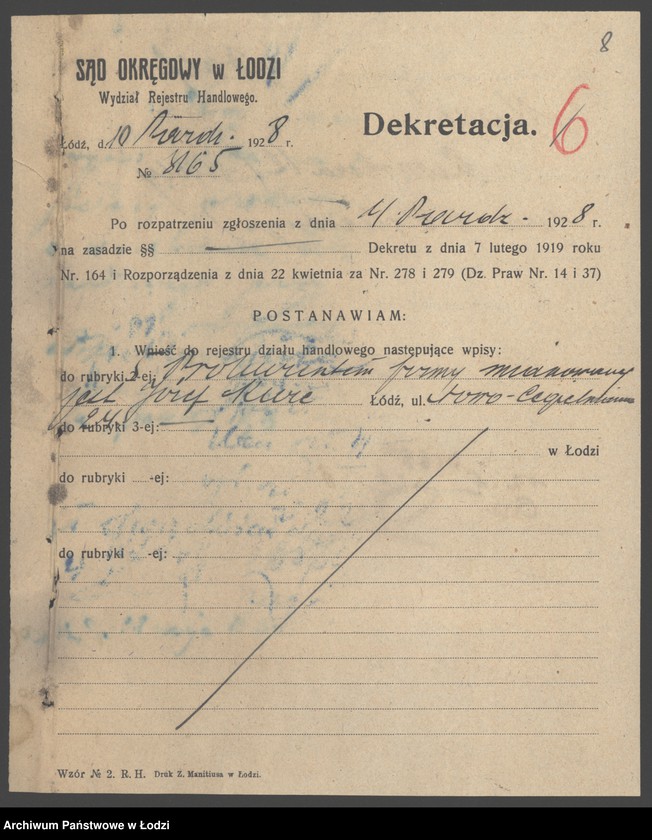 8
SĄD OKRĘGOWY w ŁODZI
Wydział Rejestru Handlowego.
Dekretacja. 6
Łódź, d. 10 Paźdz. 1928 r.
№ 8165
Po rozpatrzeniu zgłoszenia z dnia 4 Paźdz. 1928 r.
na zasadzie §§ Dekretu z dnia 7 lutego 1919 roku
Nr. 164 i Rozporządzenia z dnia 22 kwietnia za Nr. 278 i 279 (Dz. Praw Nr. 14 i 37)
POSTANAWIAM:
1. Wnieść do rejestru działu handlowego następujące wpisy:
do rubryki 2-ej: Prokurentem firmy mianowany
jest Józef Kurc Łódź, ul. Nowo-Cegielniana
24
do rubryki 3-ej:
w Łodzi
do rubryki -ej:
do rubryki -ej:
Wzór № 2. R. H. Druk Z. Manitiusa w Łodzi.
Archiwum Państwowe w Łodzi